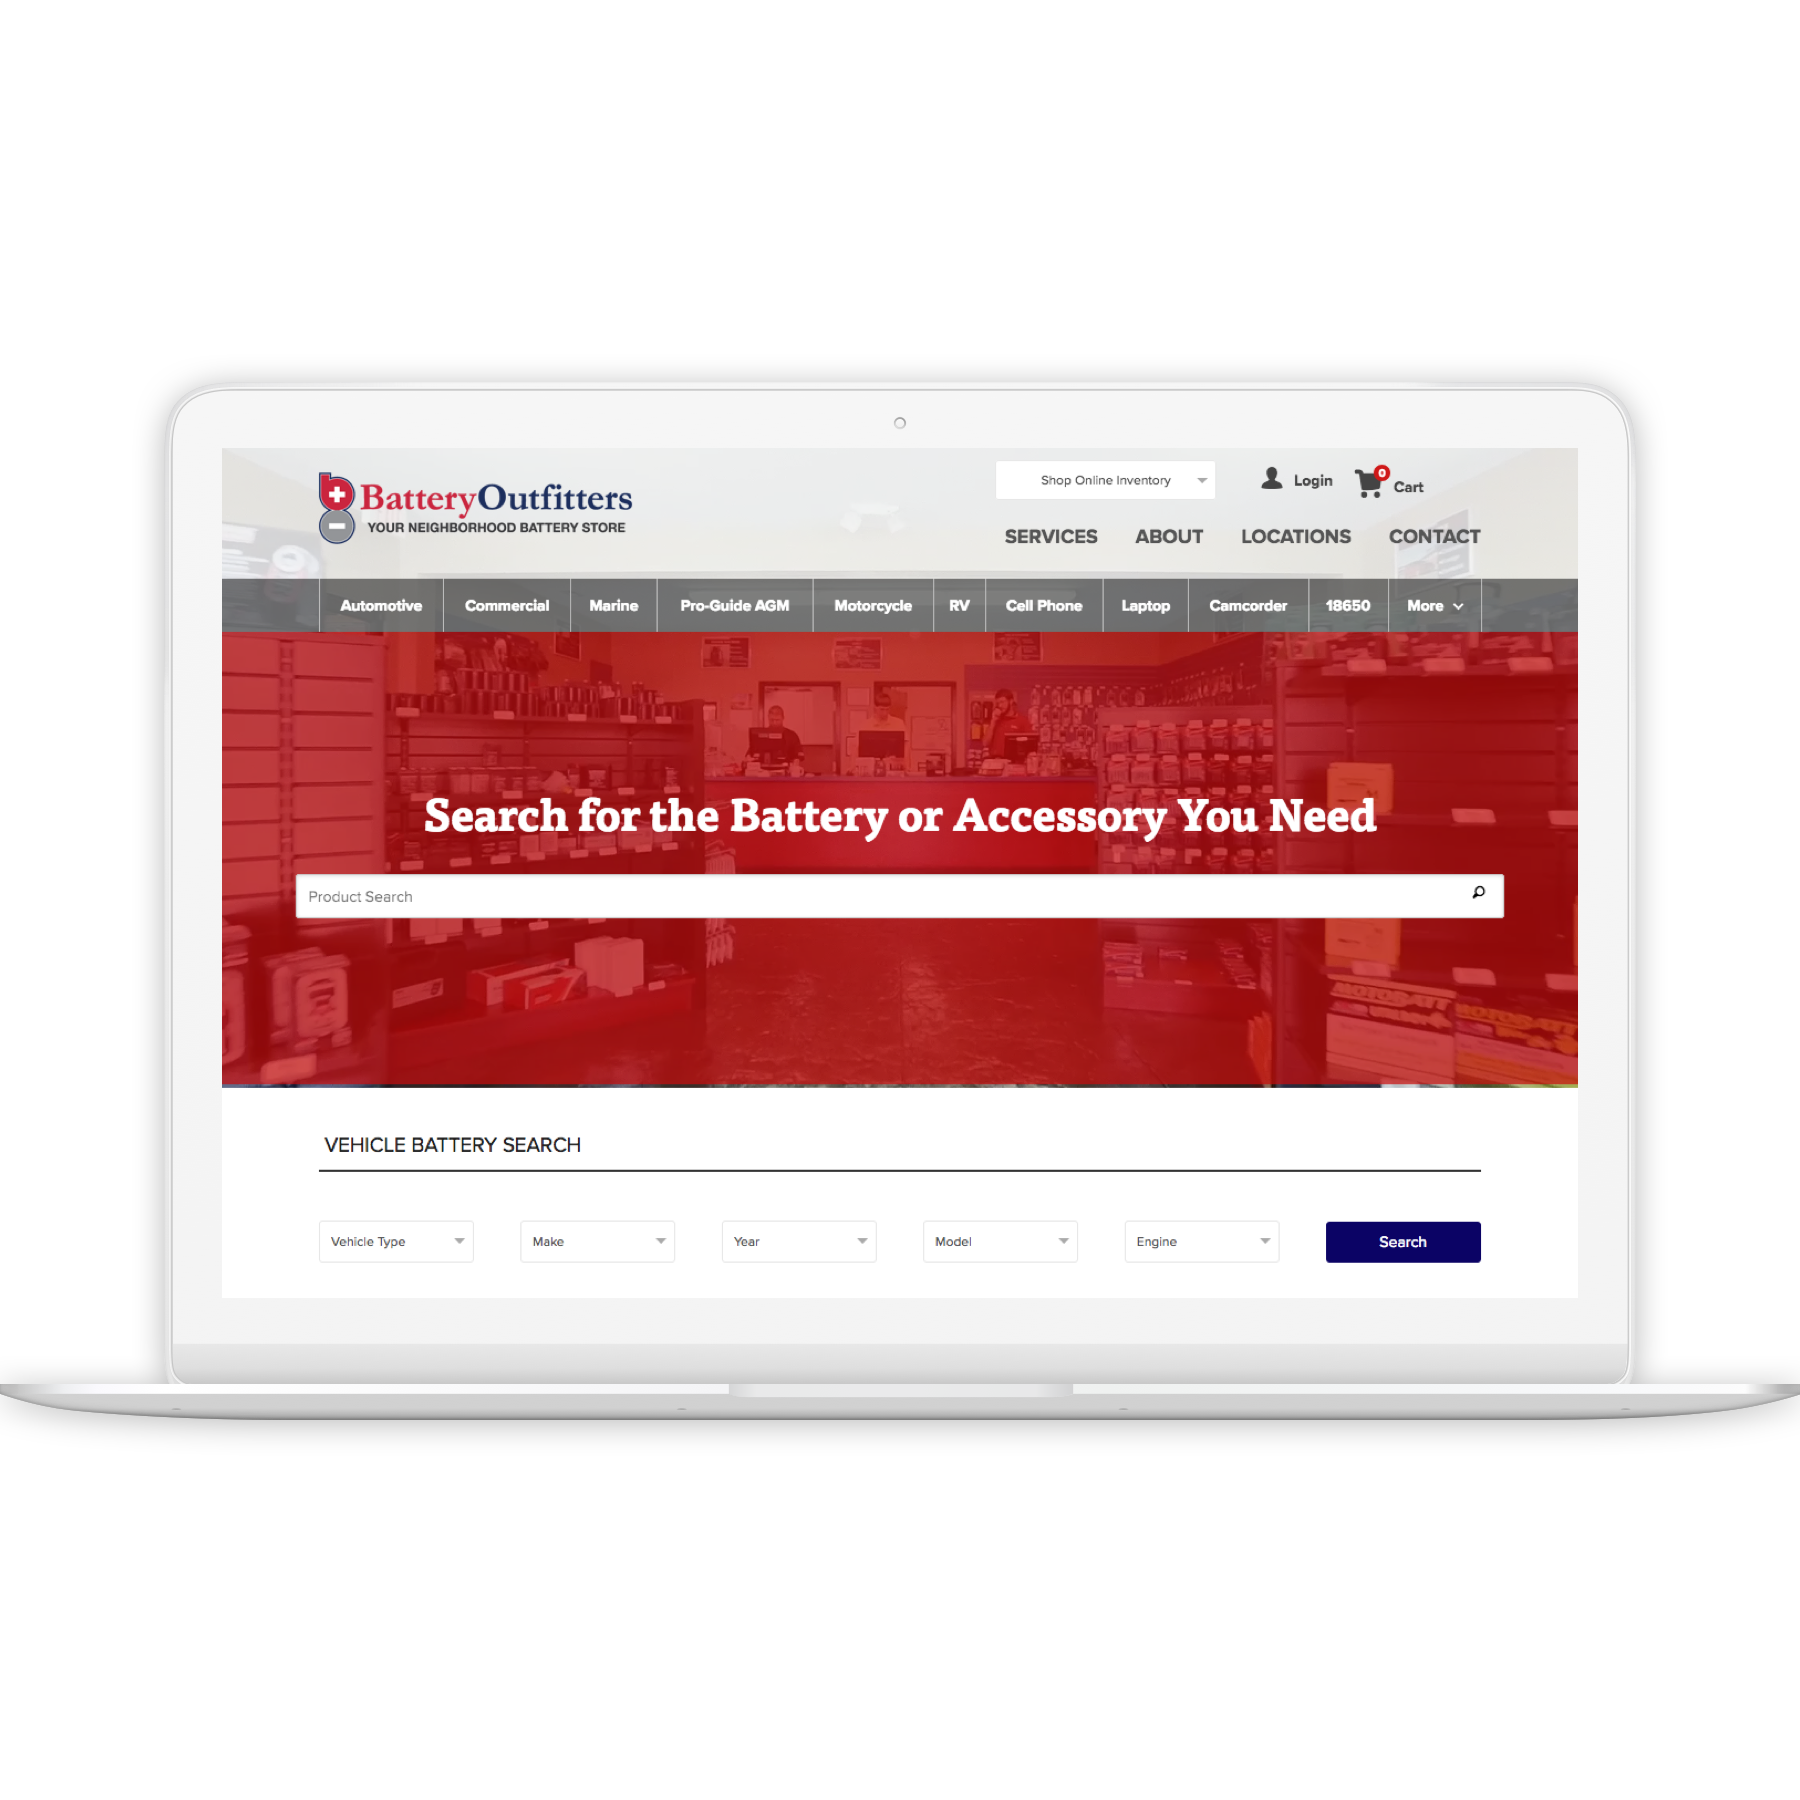 BatteryOutfitters
YOUR NEIGHBORHOOD BATTERY STORE
Shop Online Inventory
Login
0
Cart
SERVICES ABOUT LOCATIONS CONTACT
Automotive Commercial Marine Pro-Guide AGM Motorcycle RV Cell Phone Laptop Camcorder 18650 More
Search for the Battery or Accessory You Need
Product Search
MOTOBATT
MOTOBATT
VEHICLE BATTERY SEARCH
Vehicle Type Make Year Model Engine Search